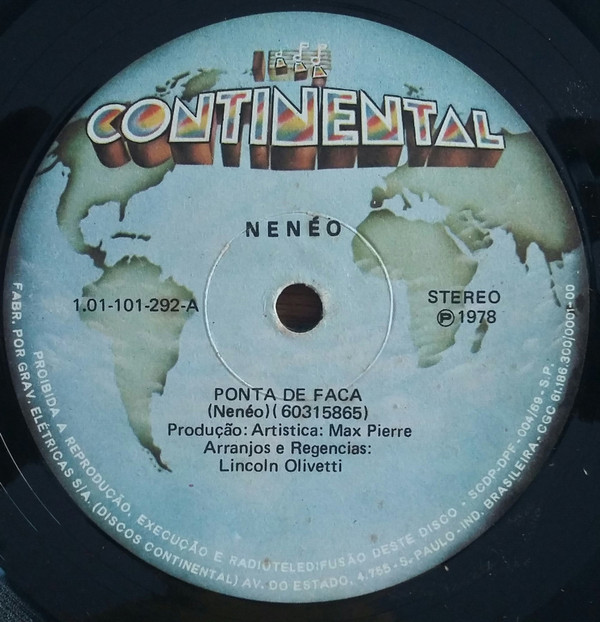 CONTINENTAL
NENÉO
1.01-101-292-A
STEREO
Ⓟ 1978
PONTA DE FACA
(Nenéo) ( 60315865)
Produção: Artistica: Max Pierre
Arranjos e Regencias:
Lincoln Olivetti
PROIBIDA A REPRODUÇÃO, EXECUÇÃO E RADIOTELEDIFUSÃO DESTE DISCO - SCDP-DPF - 004/69 - S.P.
FABR. POR GRAV. ELÉTRICAS S/A. (DISCOS CONTINENTAL) AV. DO ESTADO, 4.755 - S. PAULO - IND. BRASILEIRA. CGC 61.186.300/0001-00